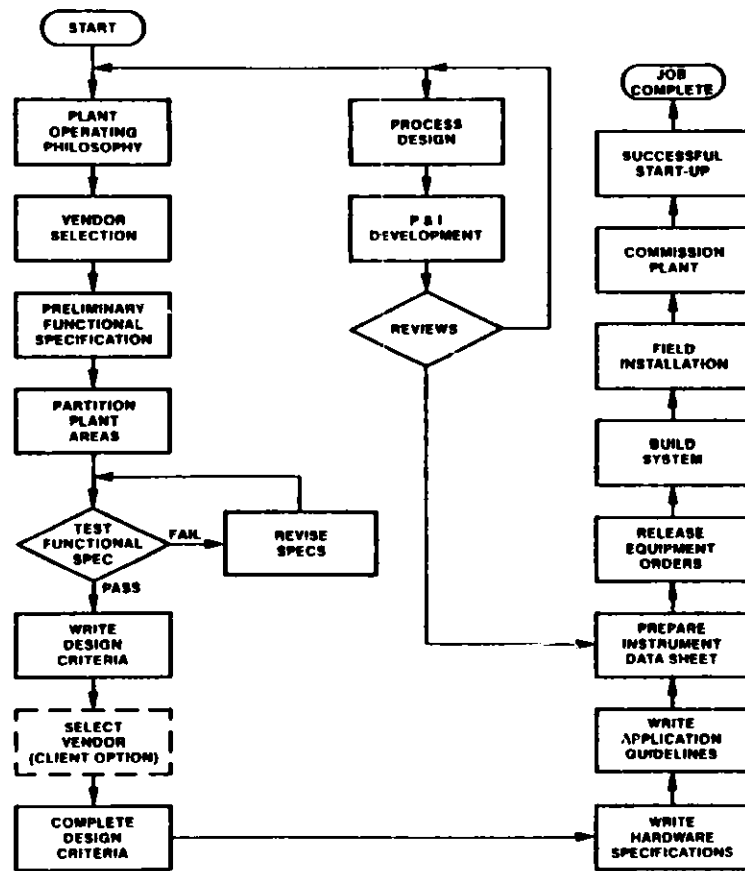 START
PLANT
OPERATING
PHILOSOPHY
VENDOR
SELECTION
PRELIMINARY
FUNCTIONAL
SPECIFICATION
PARTITION
PLANT
AREAS
TEST
FUNCTIONAL
SPEC
FAIL
REVISE
SPECS
PASS
WRITE
DESIGN
CRITERIA
SELECT
VENDOR
(CLIENT OPTION)
COMPLETE
DESIGN
CRITERIA
PROCESS
DESIGN
P & I
DEVELOPMENT
REVIEWS
JOB
COMPLETE
SUCCESSFUL
START-UP
COMMISSION
PLANT
FIELD
INSTALLATION
BUILD
SYSTEM
RELEASE
EQUIPMENT
ORDERS
PREPARE
INSTRUMENT
DATA SHEET
WRITE
APPLICATION
GUIDELINES
WRITE
HARDWARE
SPECIFICATIONS